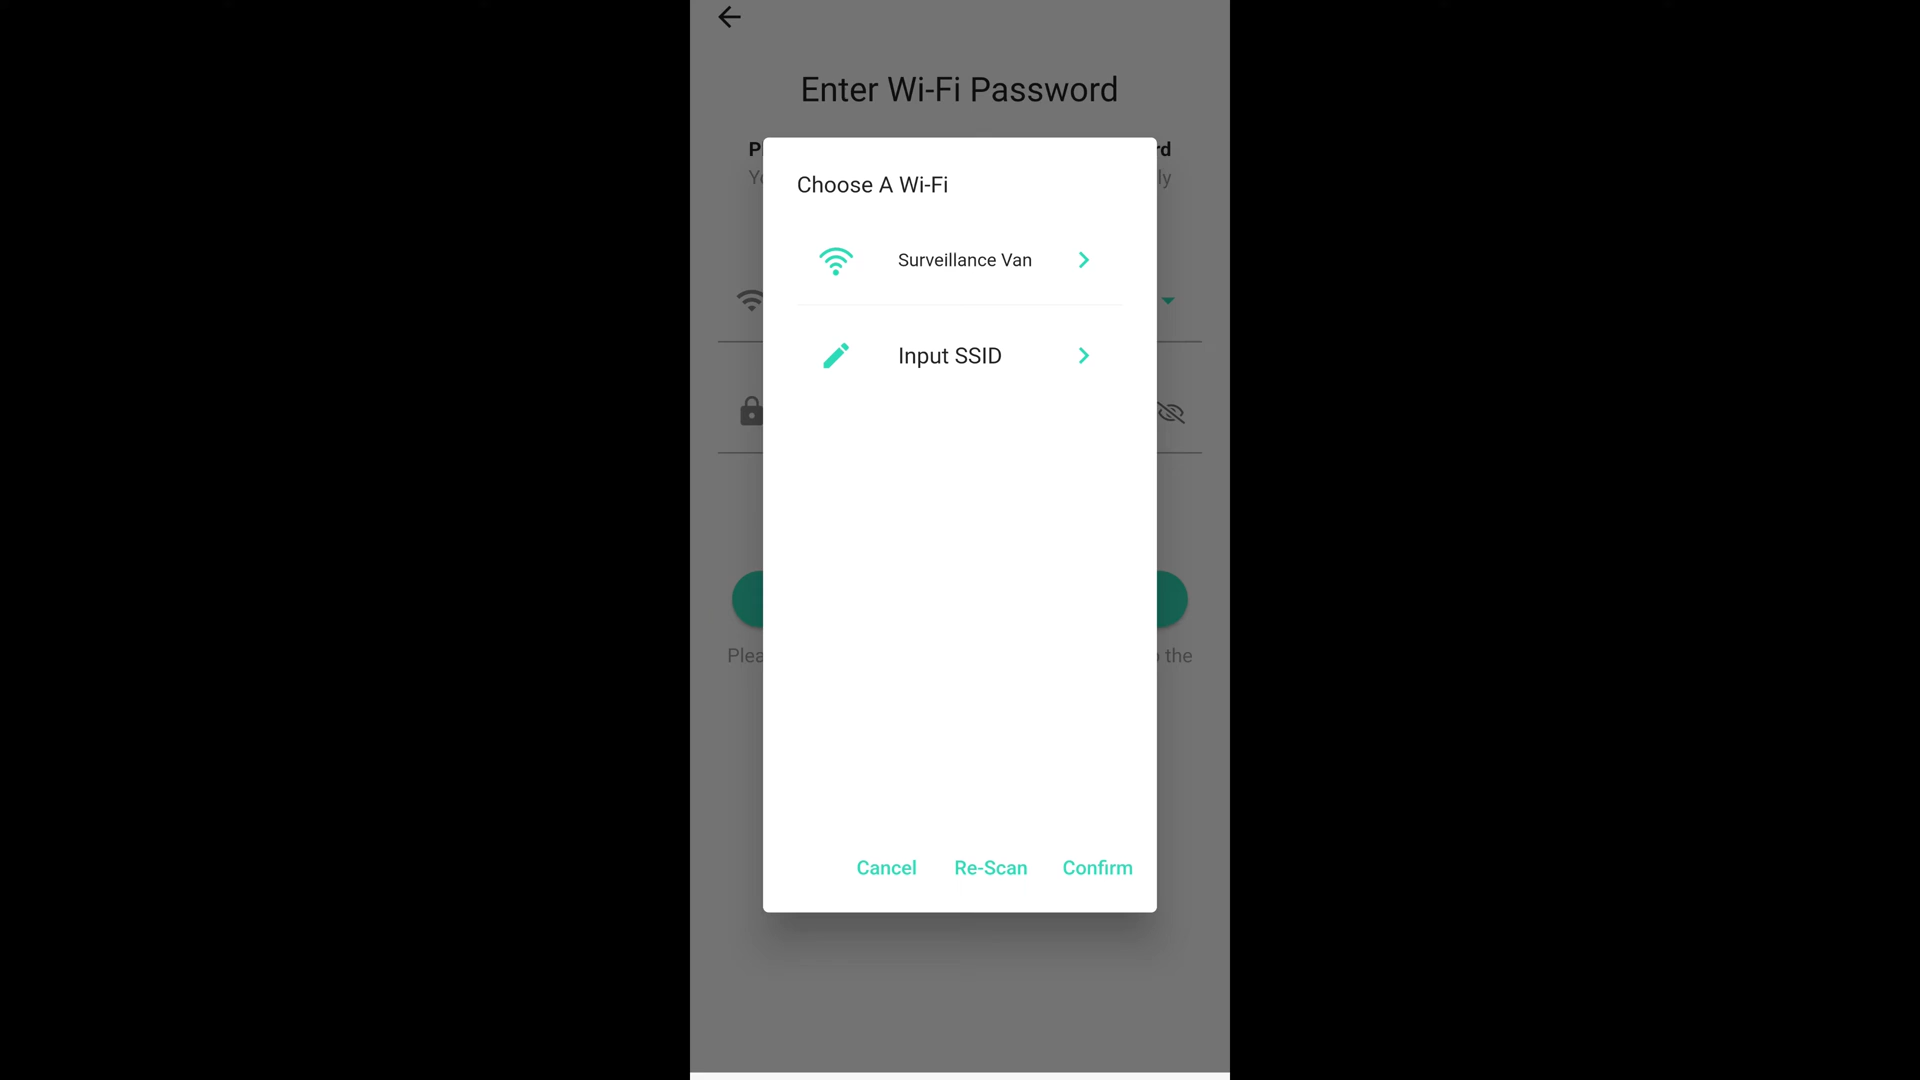 Enter Wi-Fi Password
Choose A Wi-Fi
Surveillance Van
Input SSID
the
Cancel Re-Scan Confirm